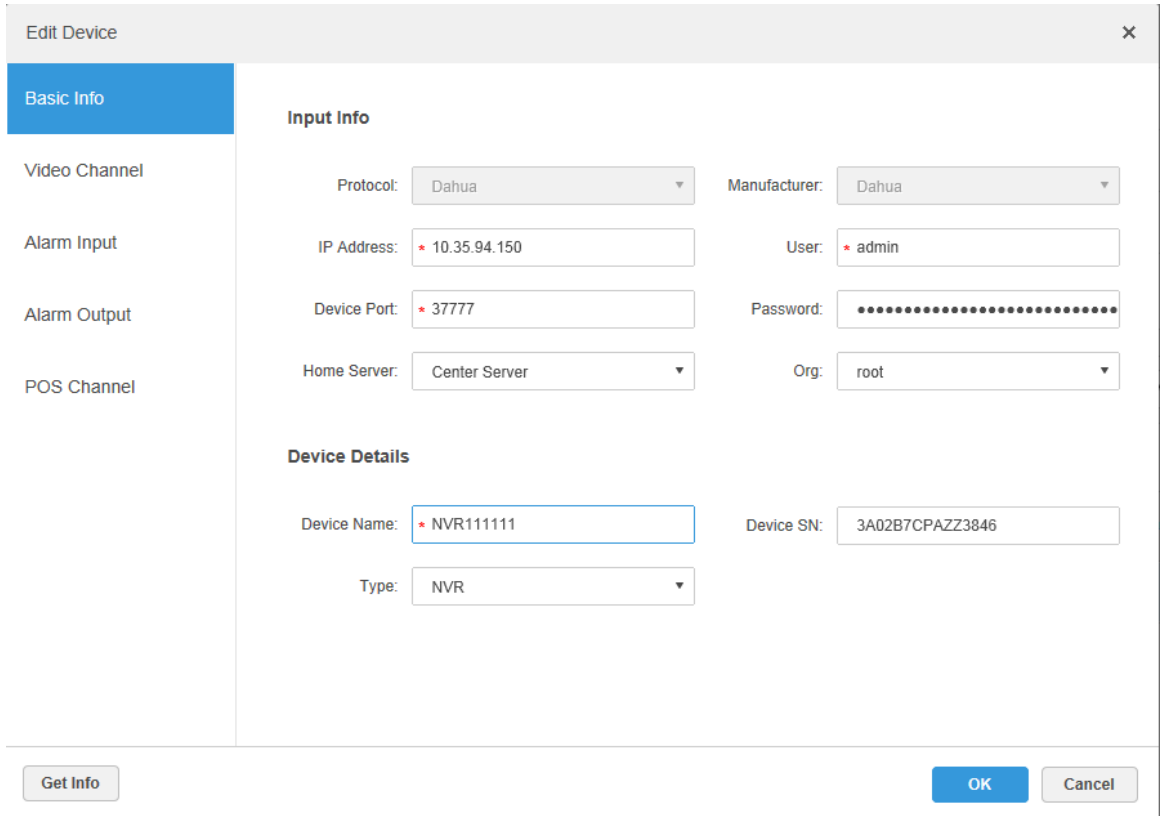 Edit Device
Basic Info
Video Channel
Alarm Input
Alarm Output
POS Channel
Input Info
Protocol: Dahua Manufacturer: Dahua
IP Address: * 10.35.94.150 User: * admin
Device Port: * 37777 Password: ••••••••••••••••••••••••••••
Home Server: Center Server Org: root
Device Details
Device Name: * NVR111111 Device SN: 3A02B7CPAZZ3846
Type: NVR
Get Info OK Cancel